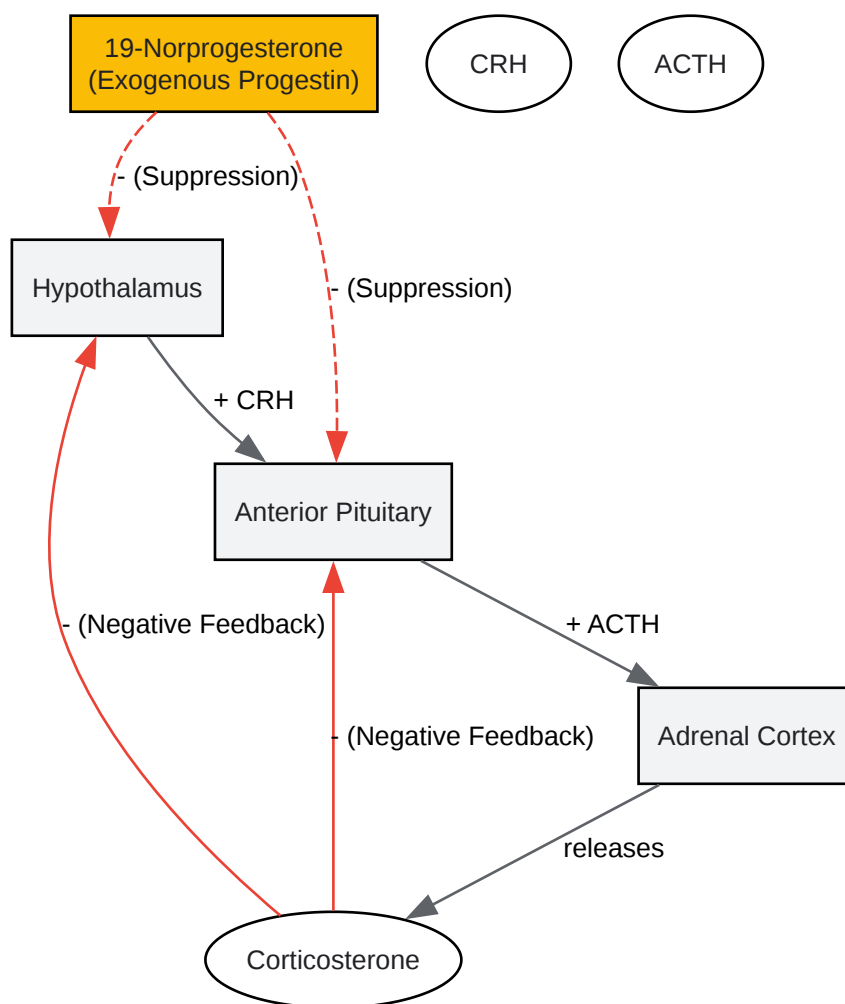 19-Norprogesterone
(Exogenous Progestin)
CRH
ACTH
- (Suppression)
Hypothalamus
- (Suppression)
+ CRH
Anterior Pituitary
- (Negative Feedback)
+ ACTH
- (Negative Feedback)
Adrenal Cortex
releases
Corticosterone